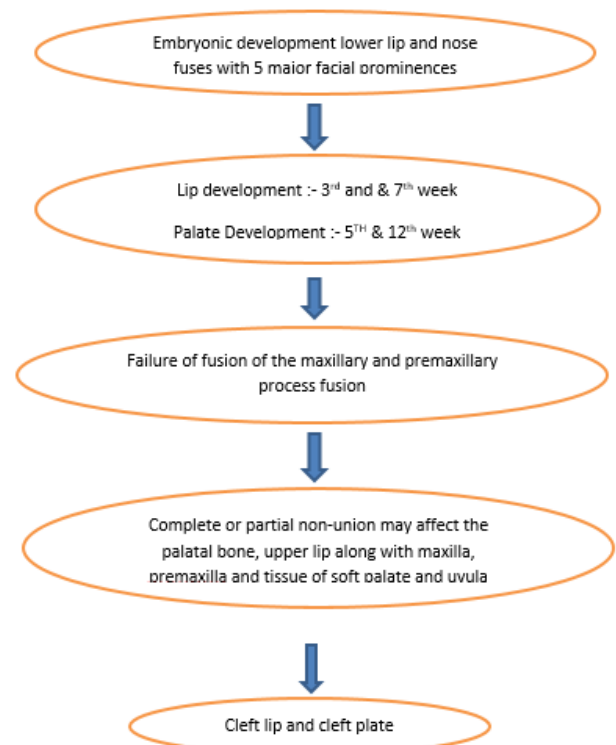 Embryonic development lower lip and nose
fuses with 5 major facial prominences
Lip development :- 3rd and & 7th week
Palate Development :- 5TH & 12th week
Failure of fusion of the maxillary and premaxillary
process fusion
Complete or partial non-union may affect the
palatal bone, upper lip along with maxilla,
premaxilla and tissue of soft palate and uvula
Cleft lip and cleft plate